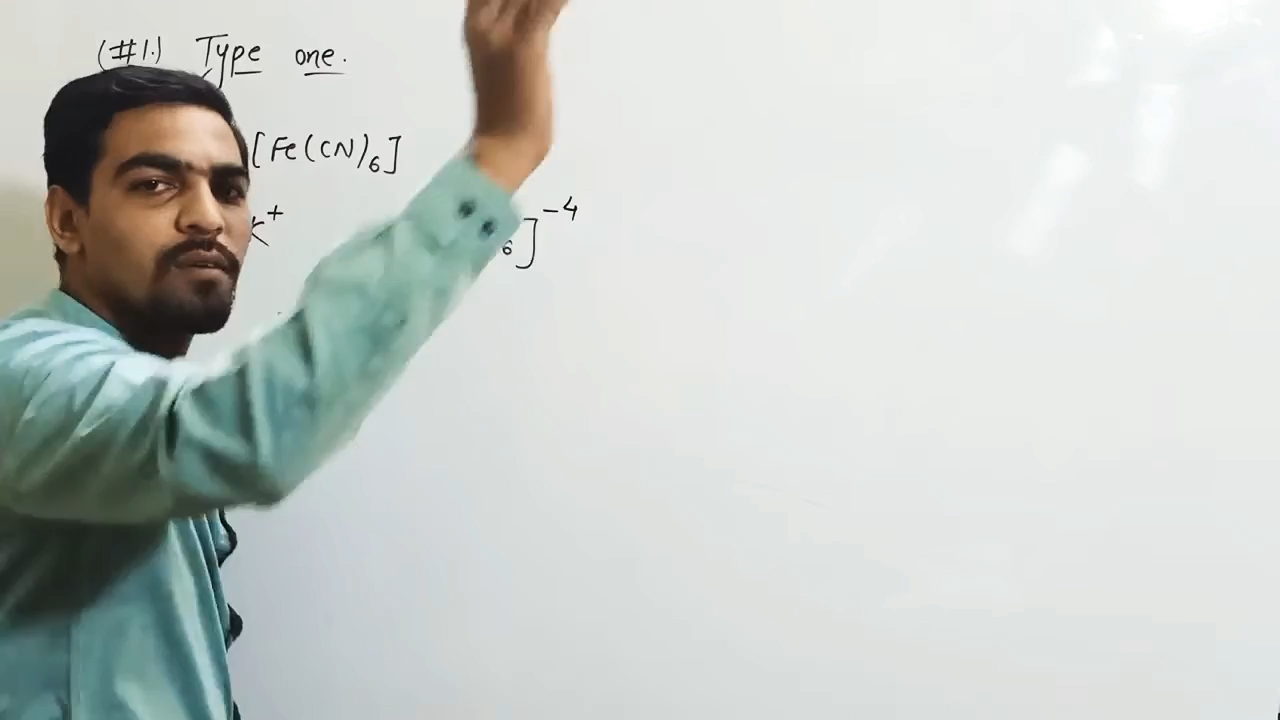 (#1.) Type one.
[Fe(CN)6]
K+ 6]-4